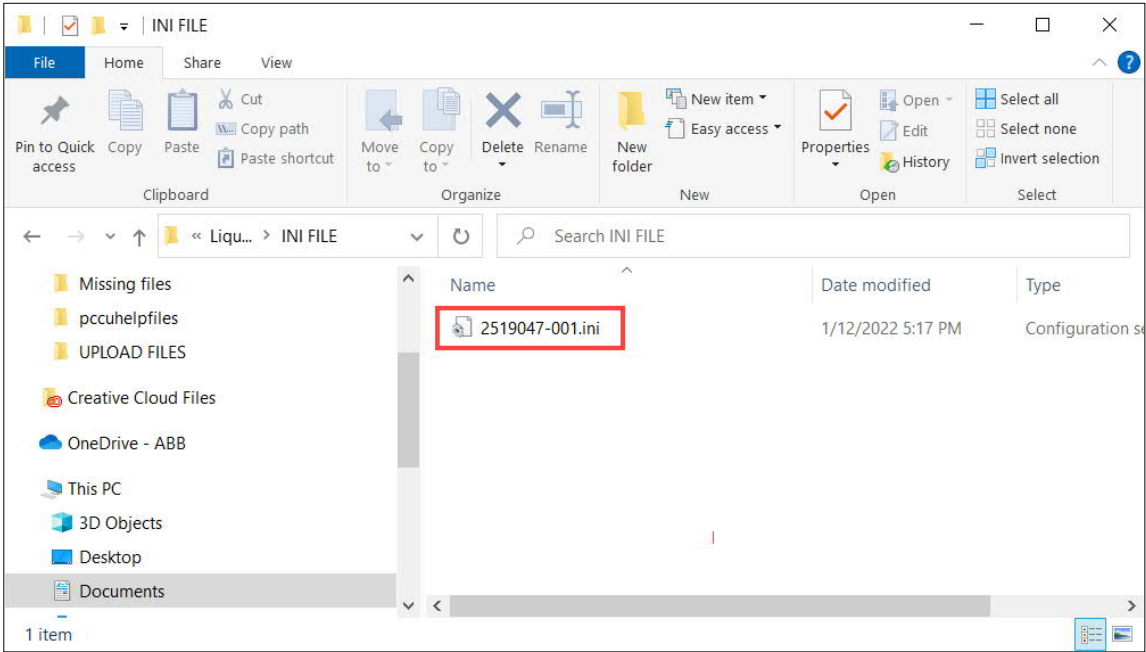 INI FILE
File Home Share View
Pin to Quick access
Copy
Paste
Cut
Copy path
Paste shortcut
Clipboard
Move to
Copy to
Delete
Rename
Organize
New folder
New item
Easy access
New
Properties
Open
Edit
History
Open
Select all
Select none
Invert selection
Select
« Liqu... > INI FILE
Search INI FILE
Missing files
pccuhelpfiles
UPLOAD FILES
Creative Cloud Files
OneDrive - ABB
This PC
3D Objects
Desktop
Documents
Name Date modified Type
2519047-001.ini 1/12/2022 5:17 PM Configuration se
1 item